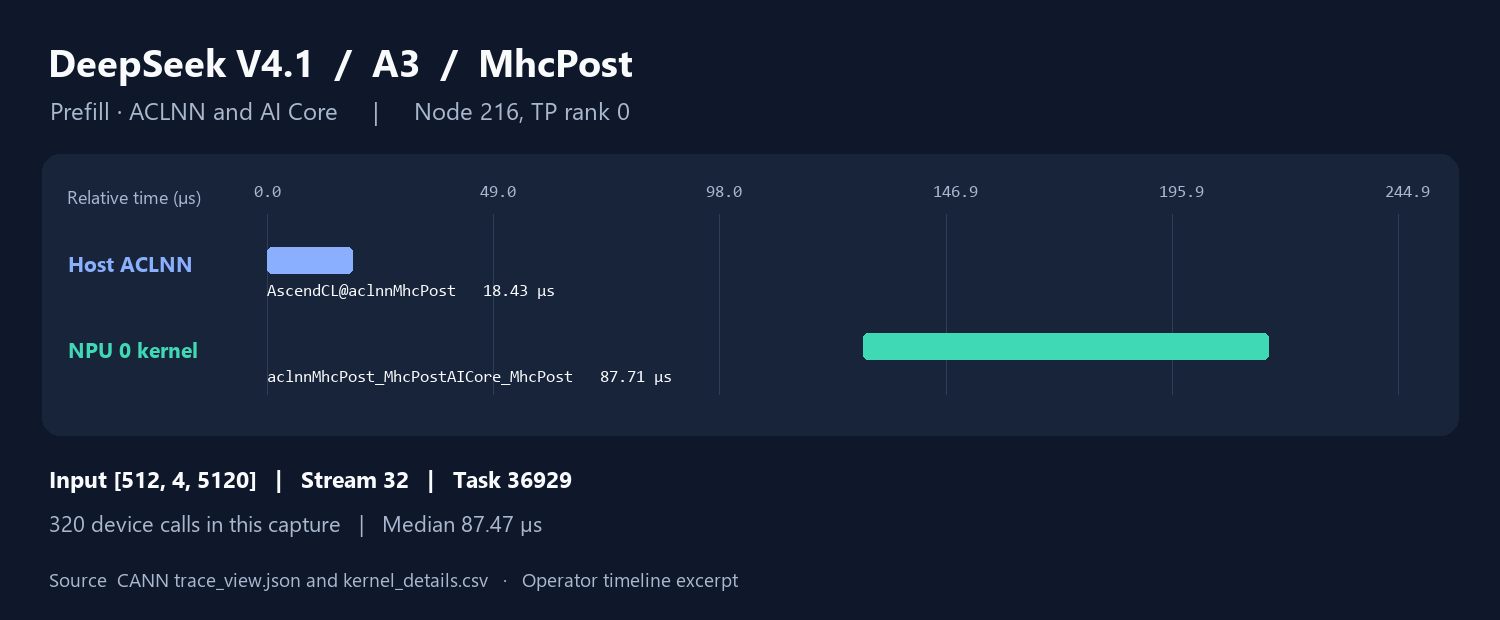 DeepSeek V4.1 / A3 / MhcPost
Prefill · ACLNN and AI Core | Node 216, TP rank 0
Relative time (µs) 0.0 49.0 98.0 146.9 195.9 244.9
Host ACLNN
AscendCL@aclnnMhcPost 18.43 µs
NPU 0 kernel
aclnnMhcPost_MhcPostAICore_MhcPost 87.71 µs
Input [512, 4, 5120] | Stream 32 | Task 36929
320 device calls in this capture | Median 87.47 µs
Source CANN trace_view.json and kernel_details.csv · Operator timeline excerpt